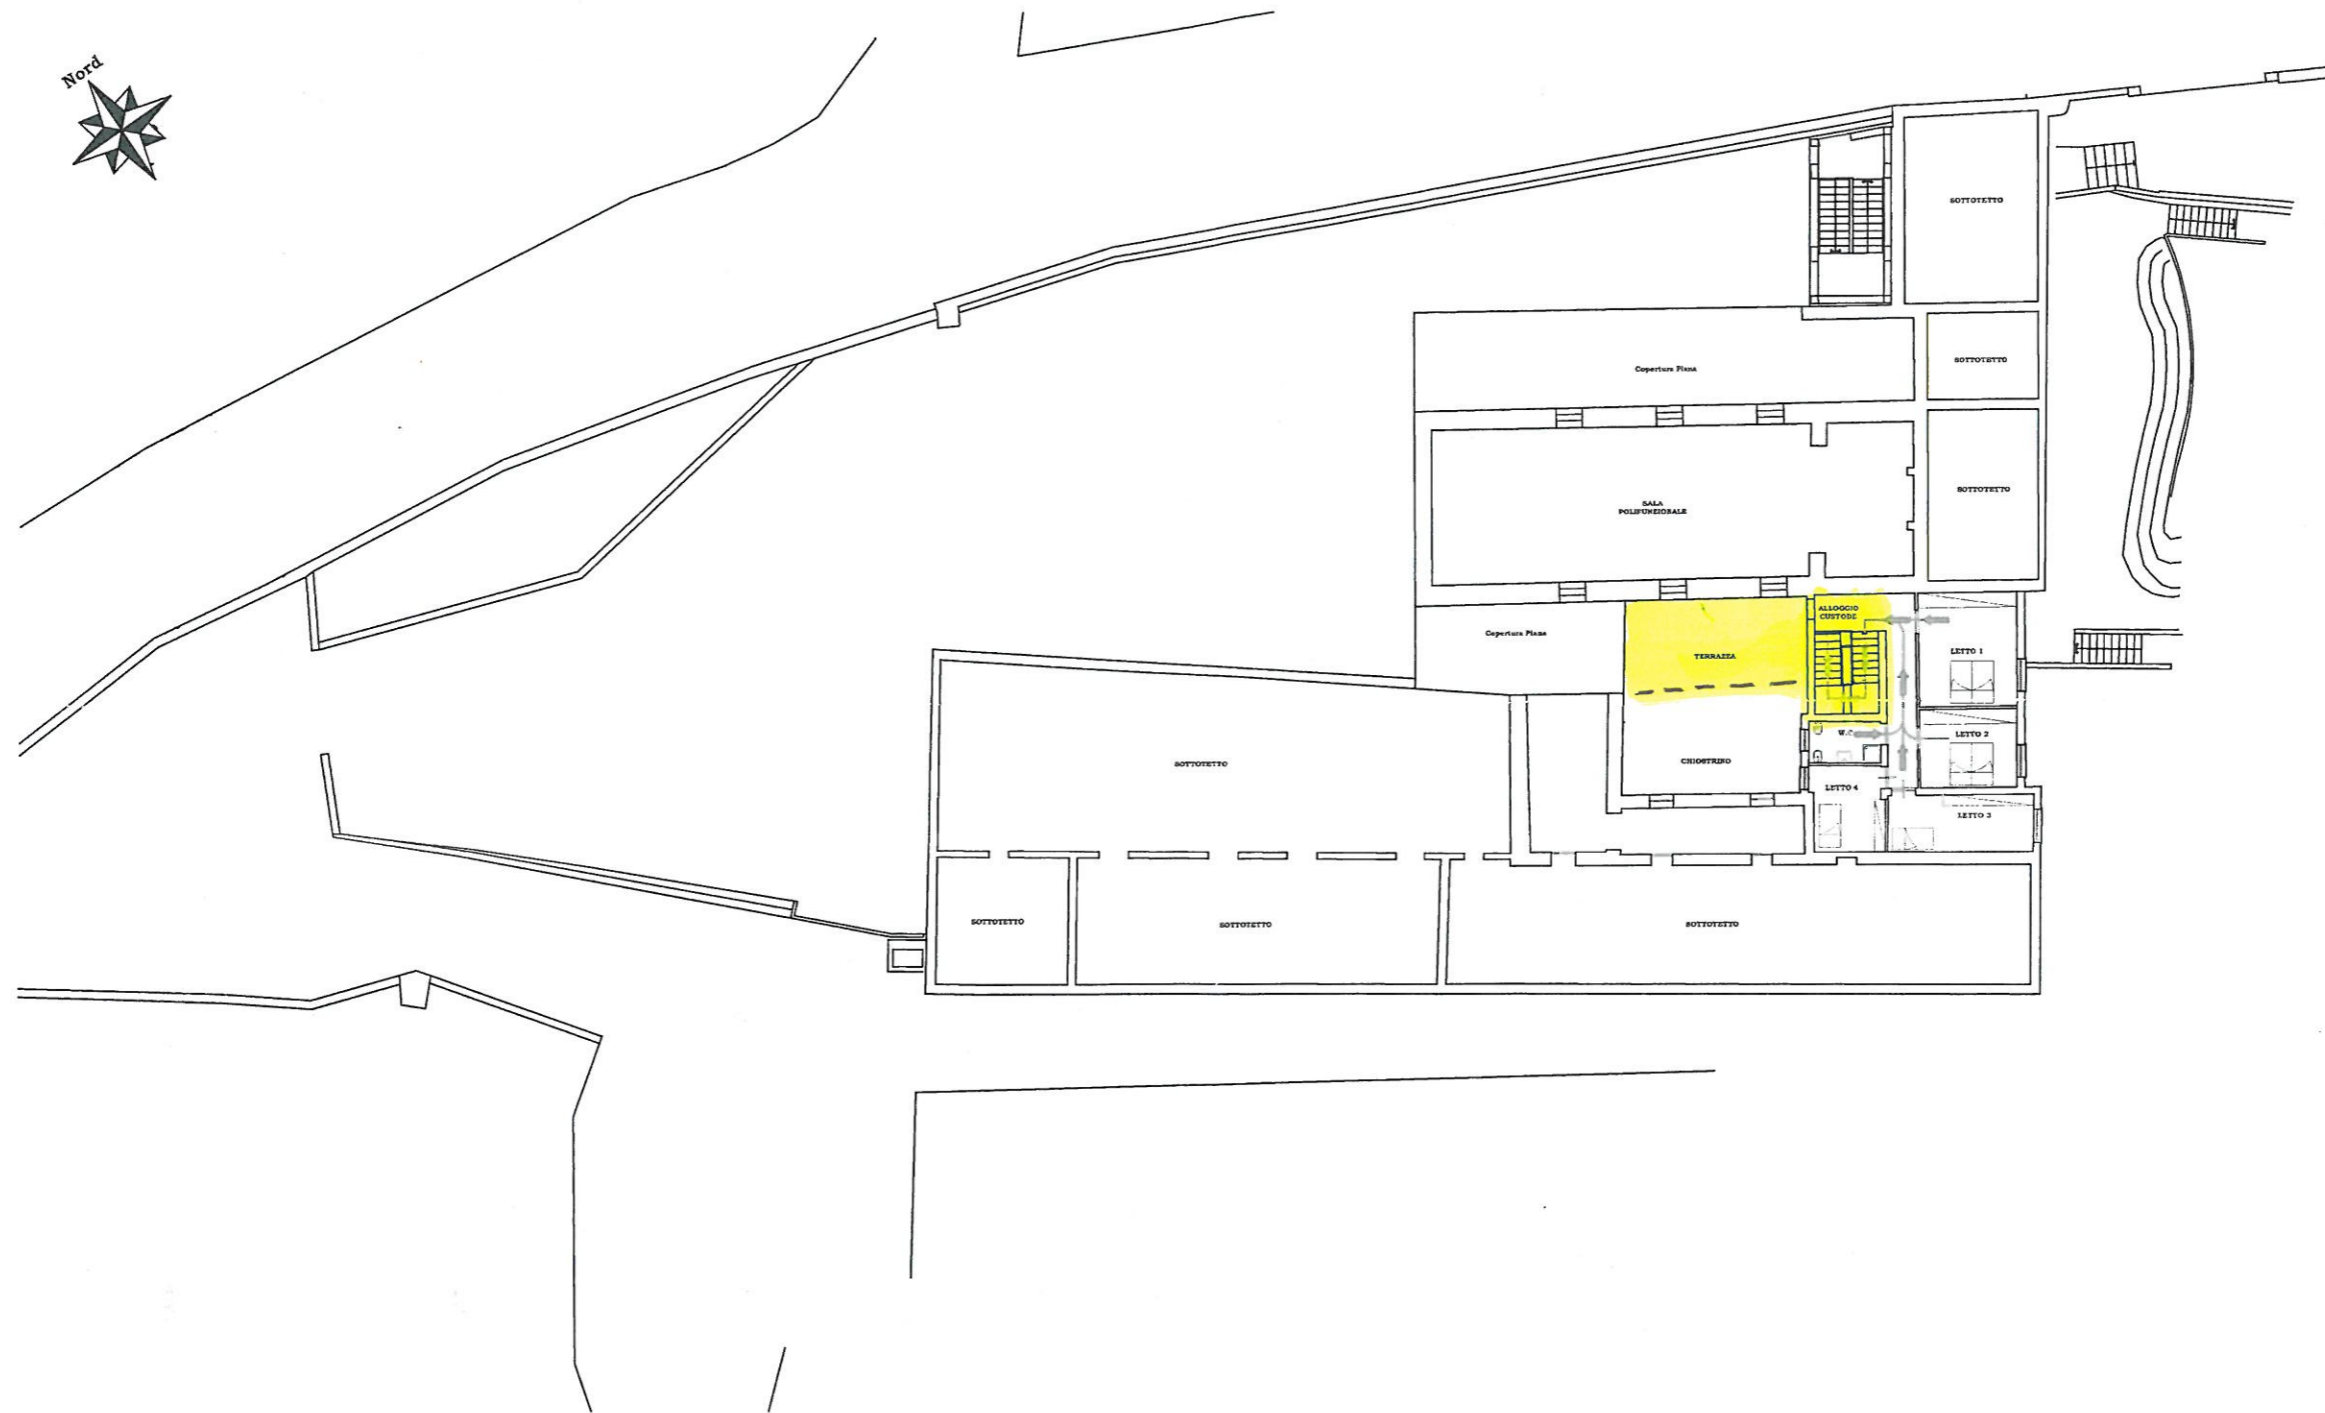 Nord
SOTTOTETTO
SOTTOTETTO
Copertura Piana
SOTTOTETTO
SALA
POLIFUNZIONALE
ALLOGGIO
CUSTODE
Copertura Piana
TERRAZZA
LETTO 1
W.C.
LETTO 2
CHIOSTRINO
SOTTOTETTO
LETTO 4
LETTO 3
SOTTOTETTO
SOTTOTETTO
SOTTOTETTO